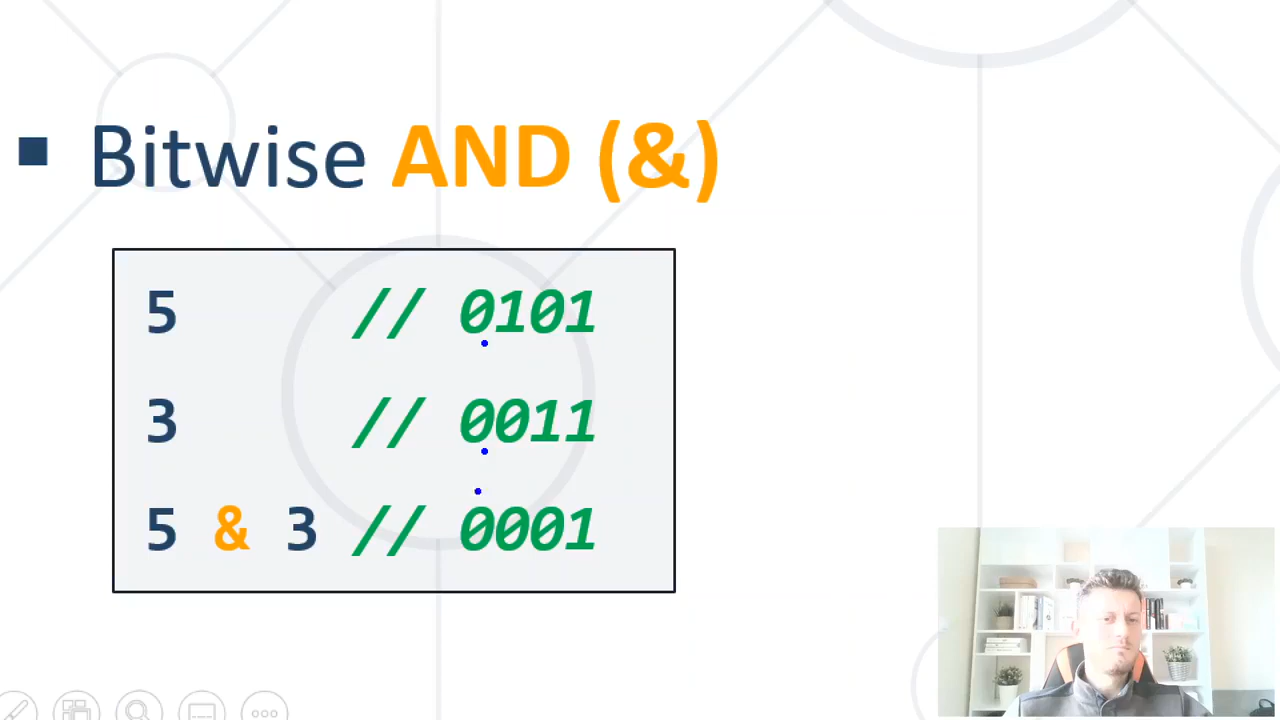 ▪ Bitwise AND (&)
5 // 0101
3 // 0011
5 & 3 // 0001